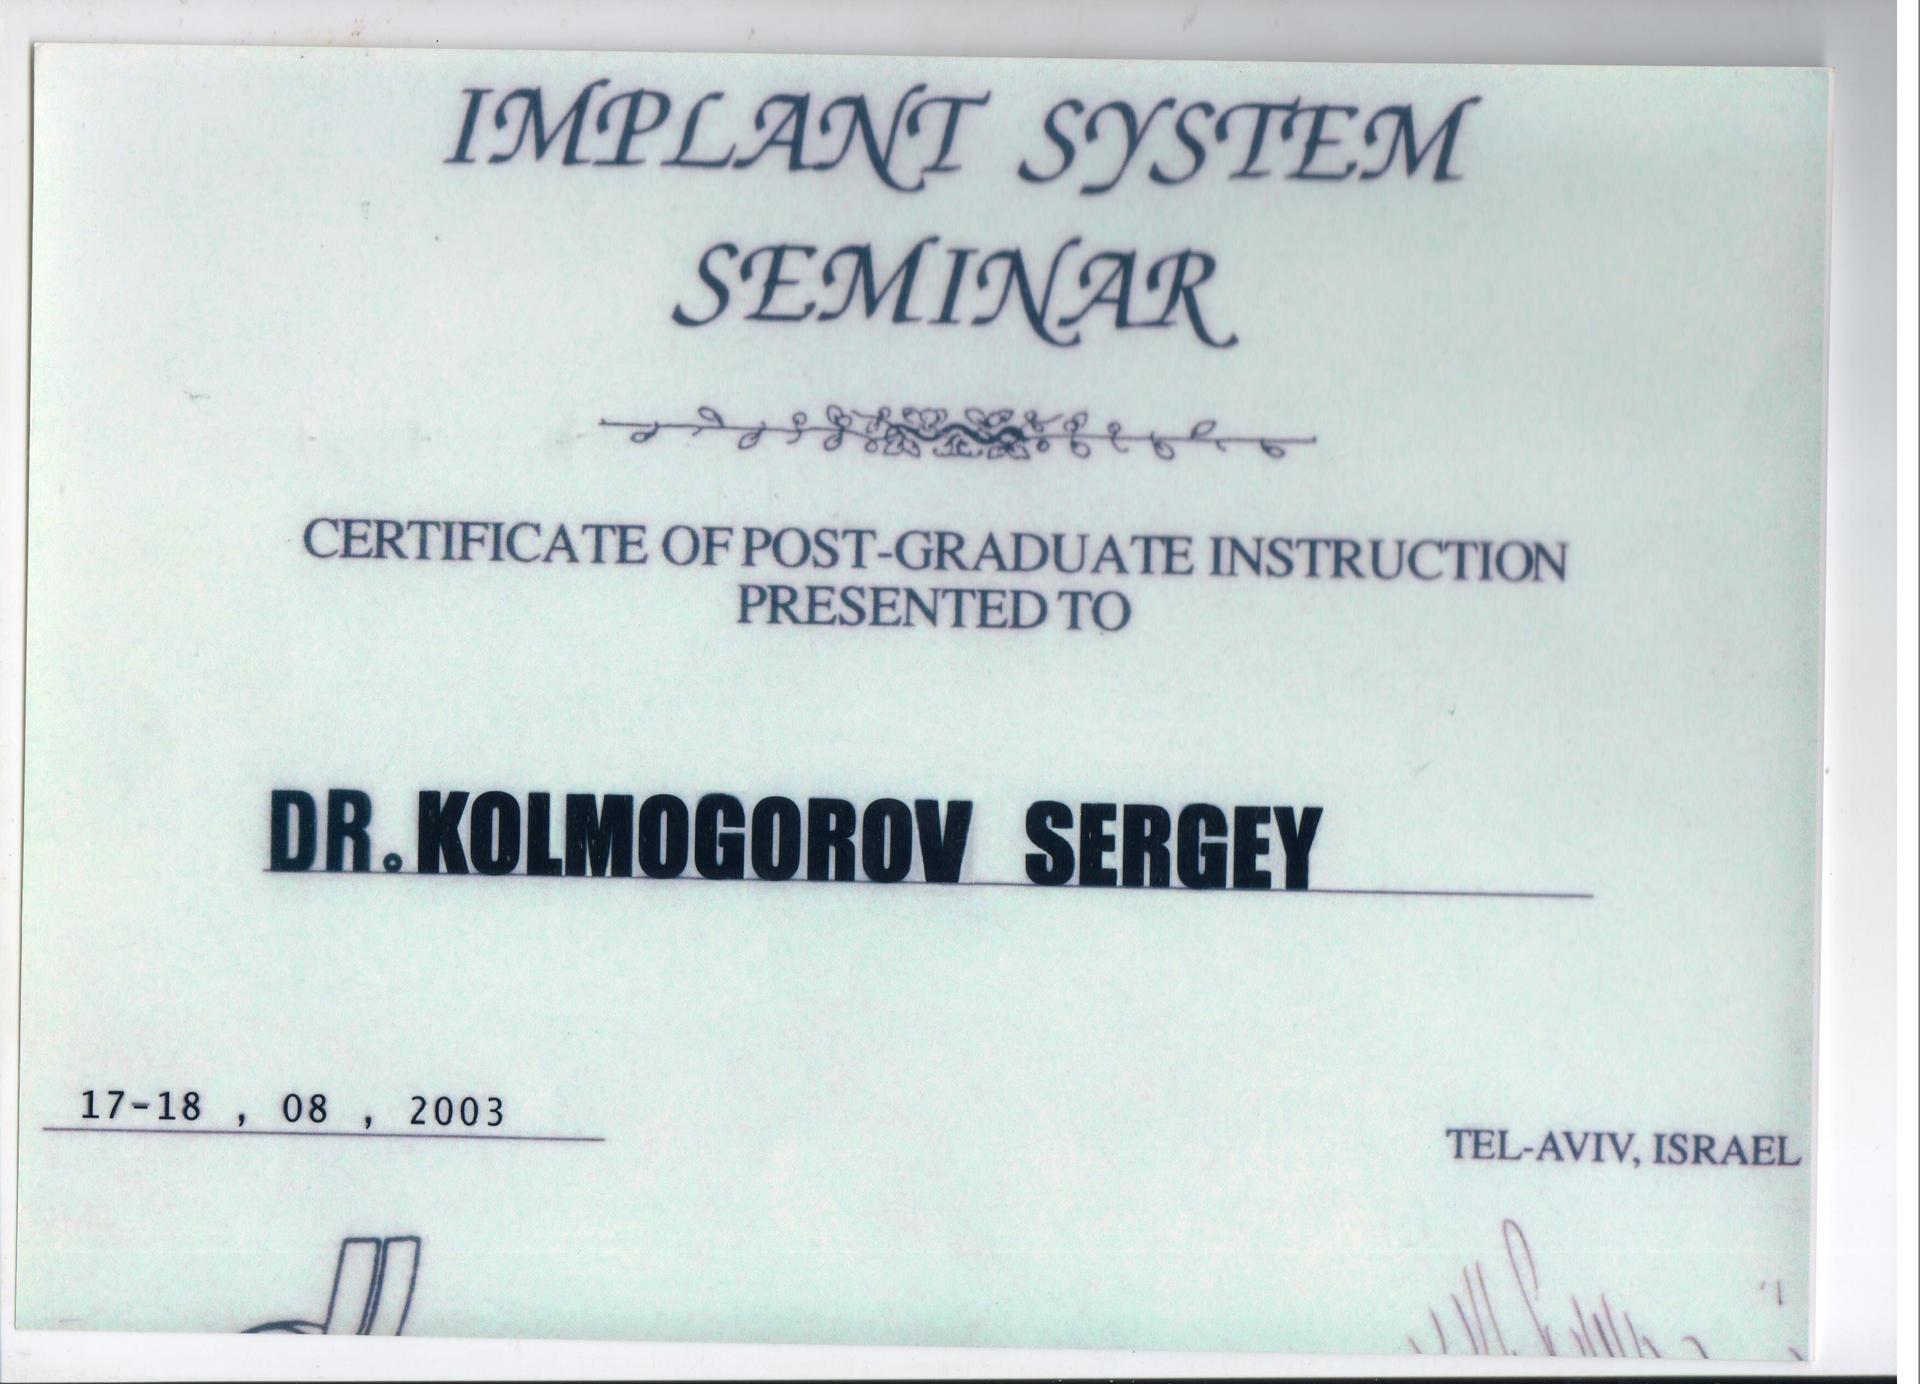 IMPLANT SYSTEM
SEMINAR
CERTIFICATE OF POST-GRADUATE INSTRUCTION
PRESENTED TO
DR. KOLMOGOROV SERGEY
17-18 , 08 , 2003
TEL-AVIV, ISRAEL